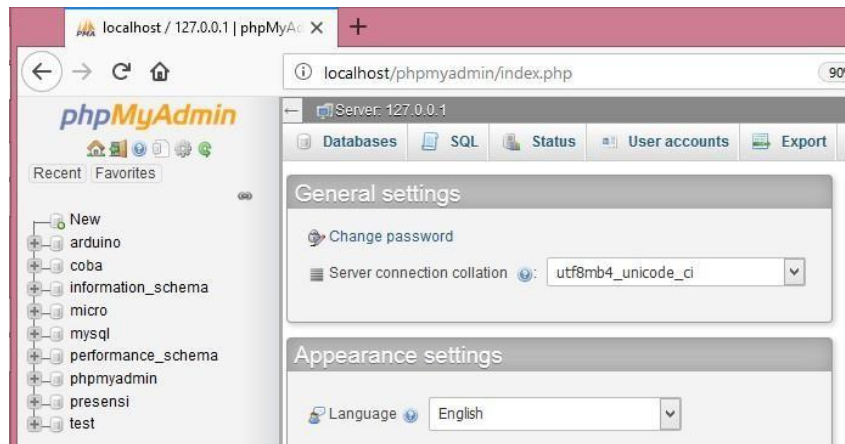 localhost / 127.0.0.1 | phpMyAd
localhost/phpmyadmin/index.php
90%
phpMyAdmin
Recent Favorites
New
arduino
coba
information_schema
micro
mysql
performance_schema
phpmyadmin
presensi
test
Server: 127.0.0.1
Databases SQL Status User accounts Export
General settings
Change password
Server connection collation : utf8mb4_unicode_ci
Appearance settings
Language English